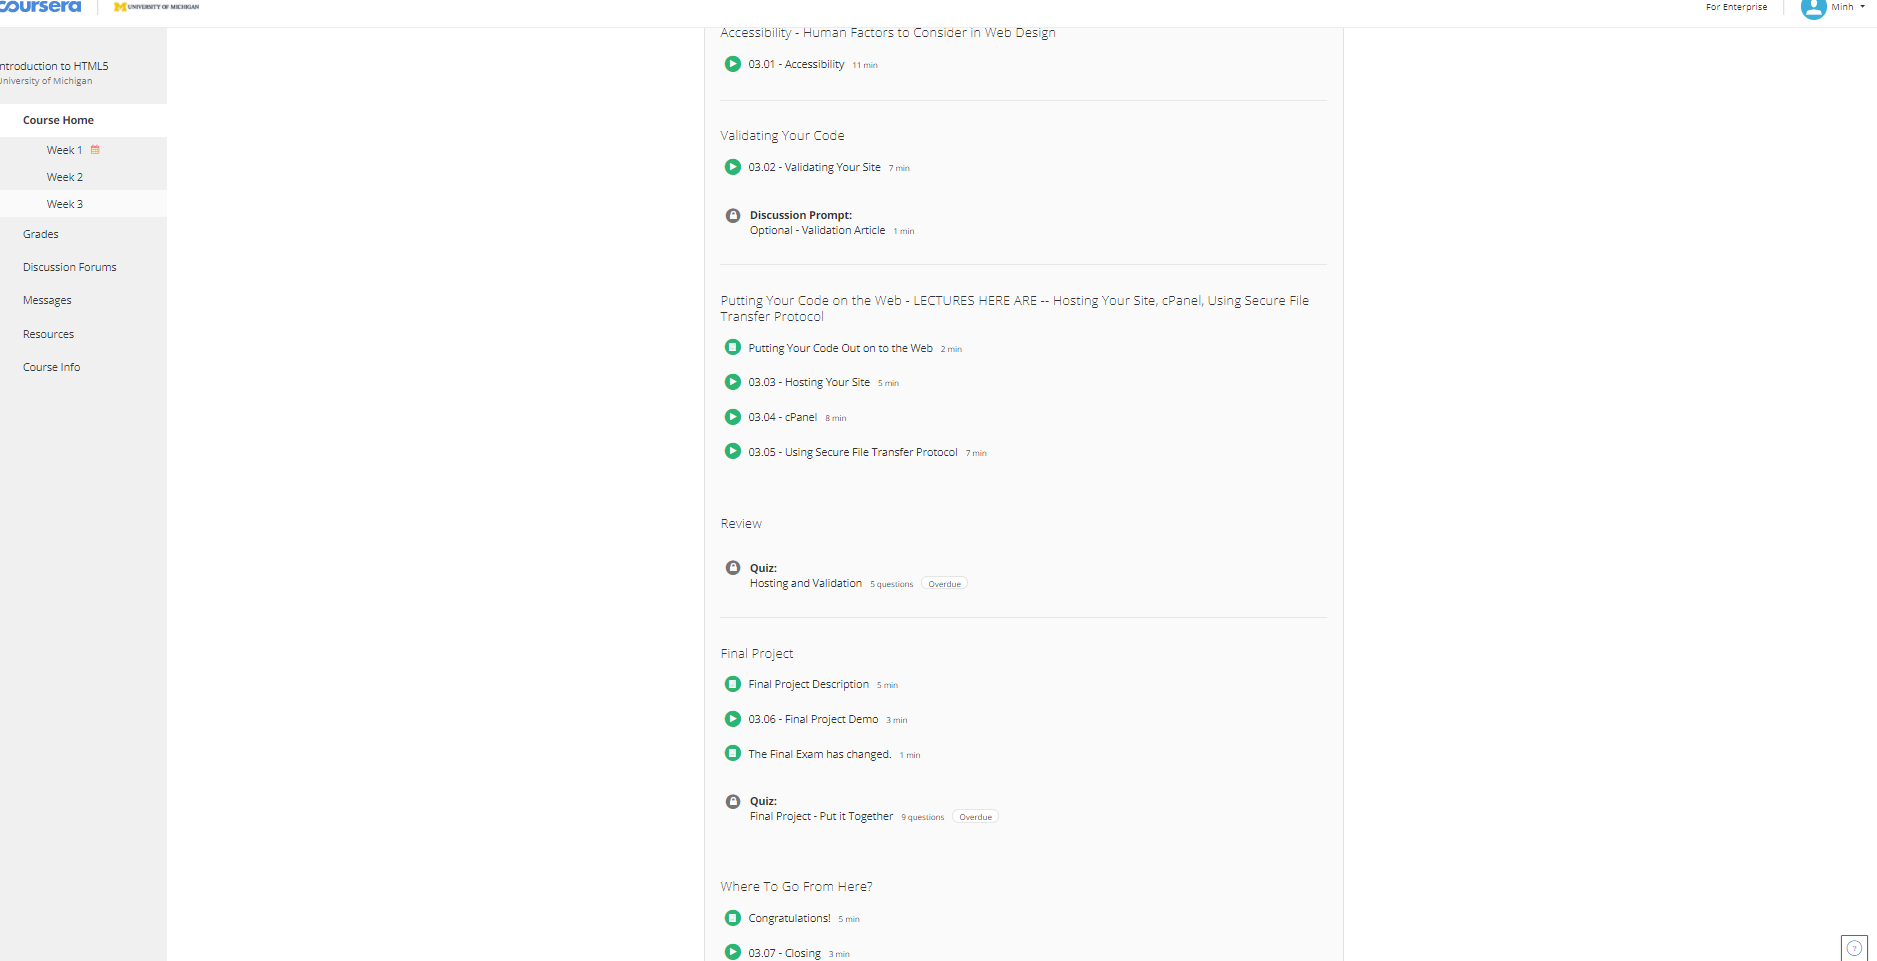 coursera
UNIVERSITY OF MICHIGAN
For Enterprise
Minh
ntroduction to HTML5
University of Michigan
Course Home
Week 1
Week 2
Week 3
Grades
Discussion Forums
Messages
Resources
Course Info
Accessibility - Human Factors to Consider in Web Design
03.01 - Accessibility 11 min
Validating Your Code
03.02 - Validating Your Site 7 min
Discussion Prompt:
Optional - Validation Article 1 min
Putting Your Code on the Web - LECTURES HERE ARE -- Hosting Your Site, cPanel, Using Secure File
Transfer Protocol
Putting Your Code Out on to the Web 2 min
03.03 - Hosting Your Site 5 min
03.04 - cPanel 8 min
03.05 - Using Secure File Transfer Protocol 7 min
Review
Quiz:
Hosting and Validation 5 questions Overdue
Final Project
Final Project Description 5 min
03.06 - Final Project Demo 3 min
The Final Exam has changed. 1 min
Quiz:
Final Project - Put it Together 9 questions Overdue
Where To Go From Here?
Congratulations! 5 min
03.07 - Closing 3 min
?